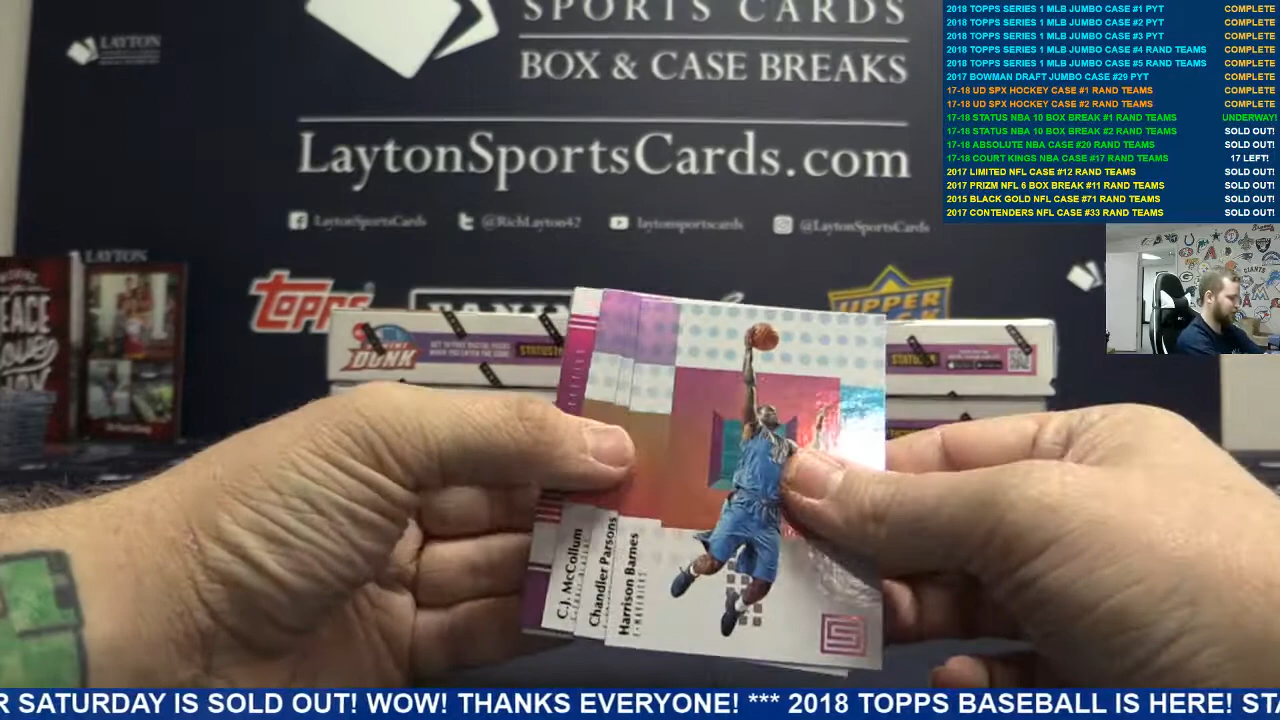 SPORTS CARDS
BOX & CASE BREAKS
LaytonSportsCards.com
LaytonSportsCards
@RichLayton42
laytonsportscards
@LaytonSportsCards
LAYTON
LAYTON
TOPPS
UPPER
DUNK
PEACE
C.J. McCollum
Chandler Parsons
Harrison Barnes
2018 TOPPS SERIES 1 MLB JUMBO CASE #1 PYT COMPLETE
2018 TOPPS SERIES 1 MLB JUMBO CASE #2 PYT COMPLETE
2018 TOPPS SERIES 1 MLB JUMBO CASE #3 PYT COMPLETE
2018 TOPPS SERIES 1 MLB JUMBO CASE #4 RAND TEAMS COMPLETE
2018 TOPPS SERIES 1 MLB JUMBO CASE #5 RAND TEAMS COMPLETE
2017 BOWMAN DRAFT JUMBO CASE #29 PYT COMPLETE
17-18 UD SPX HOCKEY CASE #1 RAND TEAMS COMPLETE
17-18 UD SPX HOCKEY CASE #2 RAND TEAMS COMPLETE
17-18 STATUS NBA 10 BOX BREAK #1 RAND TEAMS UNDERWAY!
17-18 STATUS NBA 10 BOX BREAK #2 RAND TEAMS SOLD OUT!
17-18 ABSOLUTE NBA CASE #20 RAND TEAMS SOLD OUT!
17-18 COURT KINGS NBA CASE #17 RAND TEAMS 17 LEFT!
2017 LIMITED NFL CASE #12 RAND TEAMS SOLD OUT!
2017 PRIZM NFL 6 BOX BREAK #11 RAND TEAMS SOLD OUT!
2015 BLACK GOLD NFL CASE #71 RAND TEAMS SOLD OUT!
2017 CONTENDERS NFL CASE #33 RAND TEAMS SOLD OUT!
R SATURDAY IS SOLD OUT! WOW! THANKS EVERYONE! *** 2018 TOPPS BASEBALL IS HERE! STA